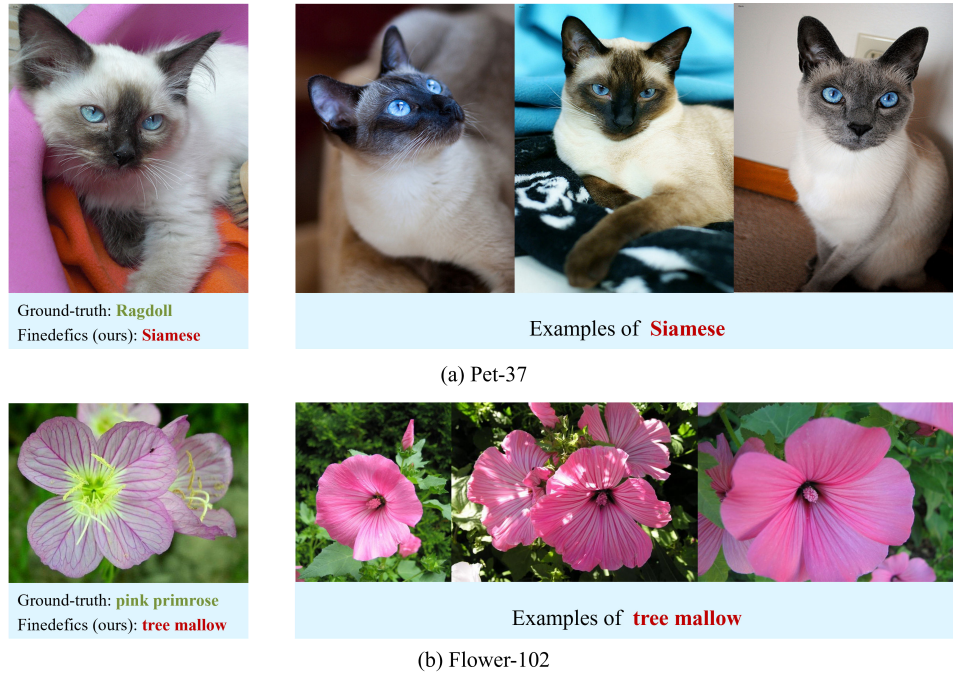 Ground-truth: Ragdoll
Finedefics (ours): Siamese
Examples of Siamese
(a) Pet-37
Ground-truth: pink primrose
Finedefics (ours): tree mallow
Examples of tree mallow
(b) Flower-102